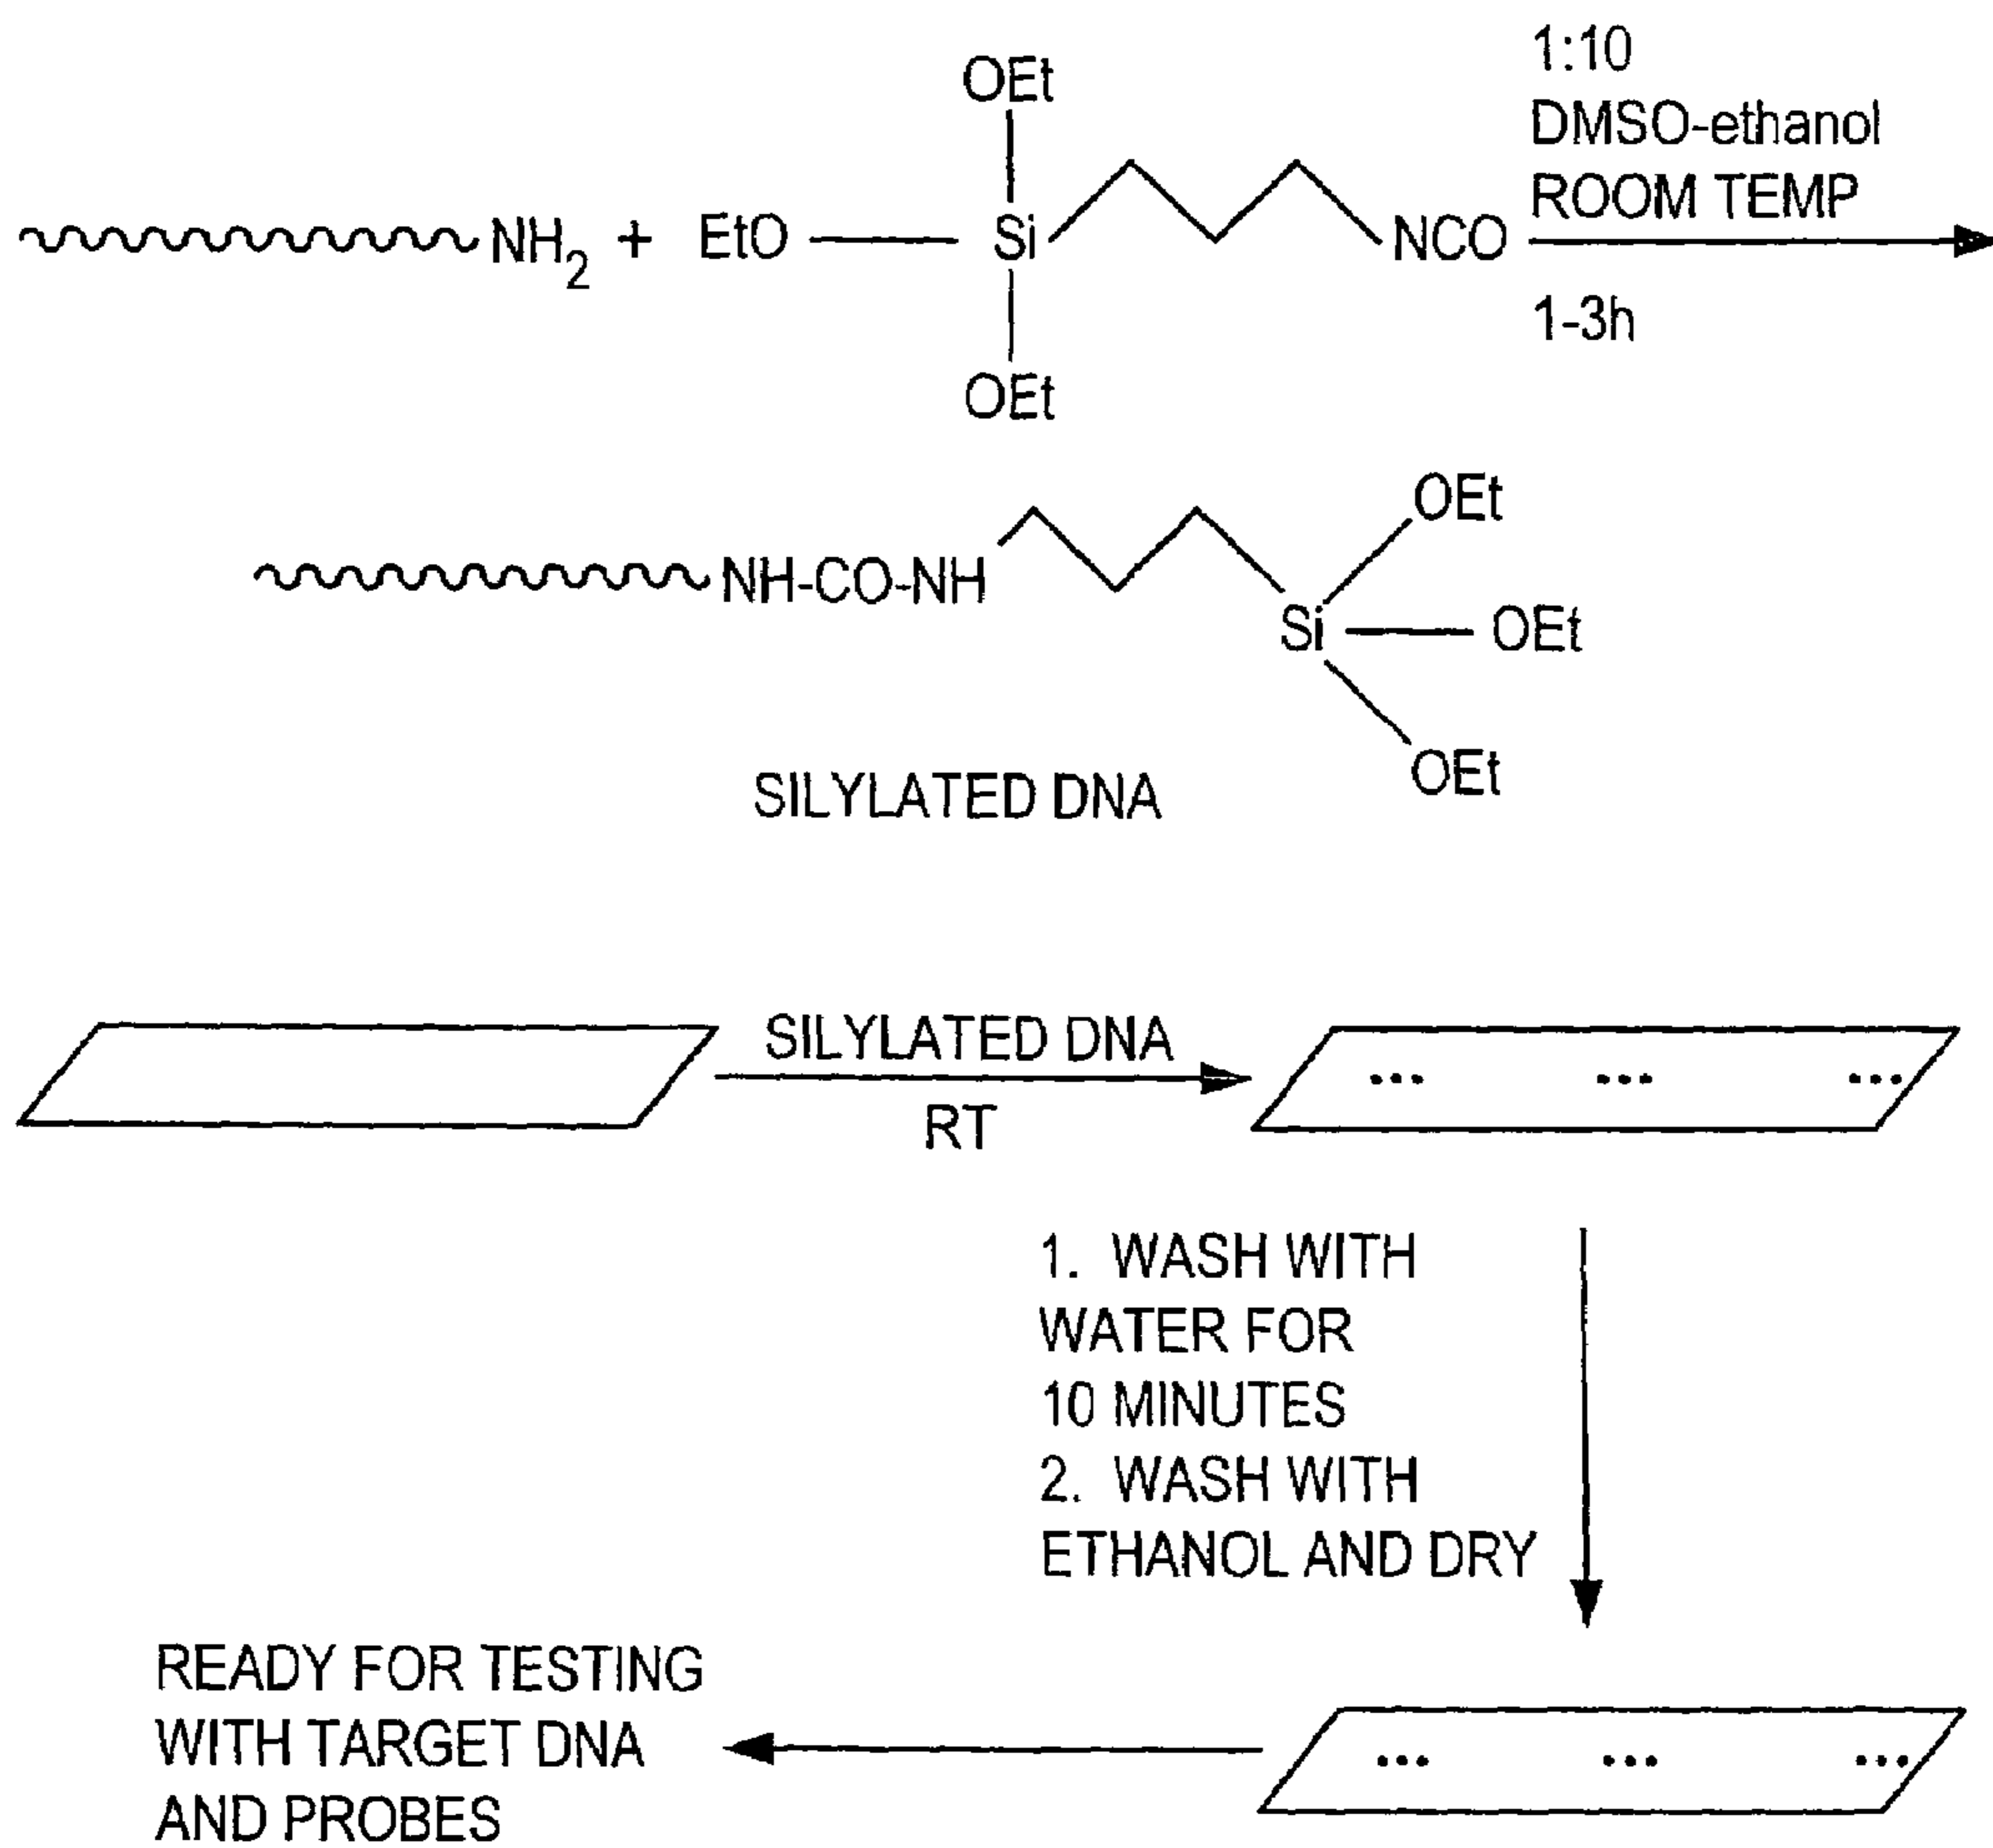 OEt
1:10
DMSO-ethanol
ROOM TEMP
NH2 + EtO Si NCO
1-3h
OEt
OEt
NH-CO-NH
Si OEt
OEt
SILYLATED DNA
SILYLATED DNA
RT
1. WASH WITH
WATER FOR
10 MINUTES
2. WASH WITH
ETHANOL AND DRY
READY FOR TESTING
WITH TARGET DNA
AND PROBES